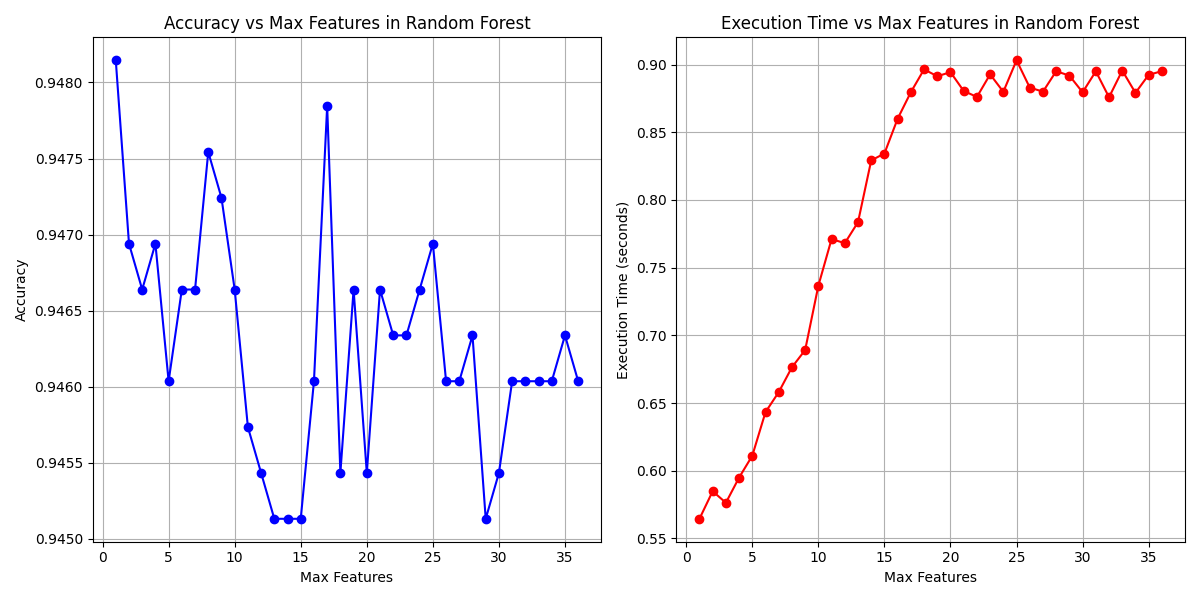 Accuracy vs Max Features in Random Forest
0.9480
0.9475
0.9470
0.9465
0.9460
0.9455
0.9450
Accuracy
0 5 10 15 20 25 30 35
Max Features
Execution Time vs Max Features in Random Forest
0.90
0.85
0.80
0.75
0.70
0.65
0.60
0.55
Execution Time (seconds)
0 5 10 15 20 25 30 35
Max Features